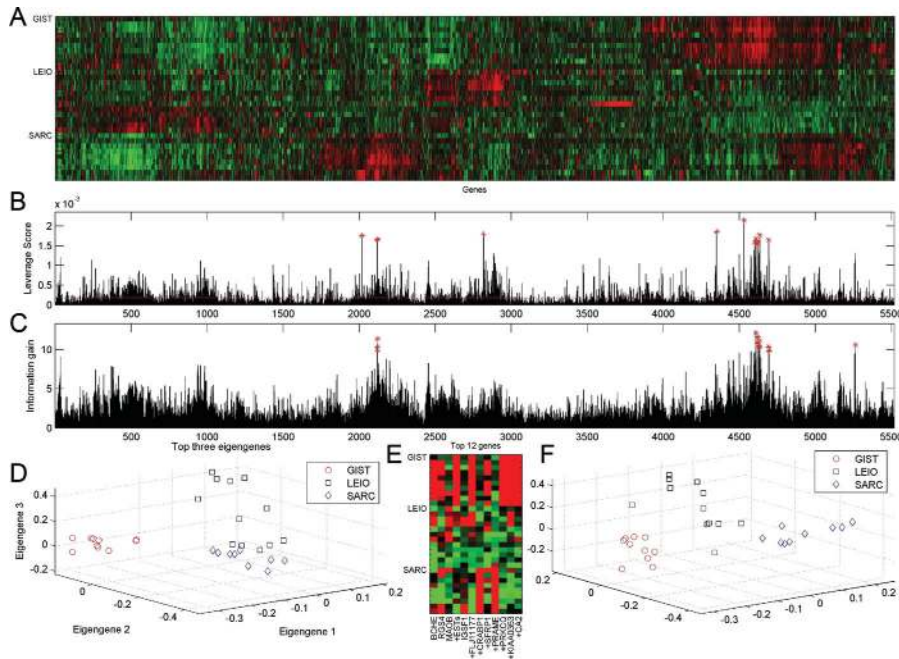 A
GIST
LEIO
SARC
Genes
B
x 10⁻³
Leverage Score
2
1.5
1
0.5
0
500 1000 1500 2000 2500 3000 3500 4000 4500 5000 5500
C
Information gain
10
5
0
500 1000 1500 2000 2500 3000 3500 4000 4500 5000 5500
D
Top three eigengenes
GIST
LEIO
SARC
Eigengene 3
0.4
0.2
0
-0.2
0
-0.2
-0.4
Eigengene 2
-0.2
-0.1
0
0.1
0.2
Eigengene 1
E
Top 12 genes
GIST
LEIO
SARC
BCHE
RGS4
MAOB
+ESTs
IGSF1
+FLJ11177
+CRABP1
+SFRP1
+PRAME
+PRKCQ
+KIAA0353
+CA2
F
GIST
LEIO
SARC
0.4
0.2
0
-0.2
0.2
0
-0.2
-0.4
-0.3
-0.2
-0.1
0
0.1
0.2